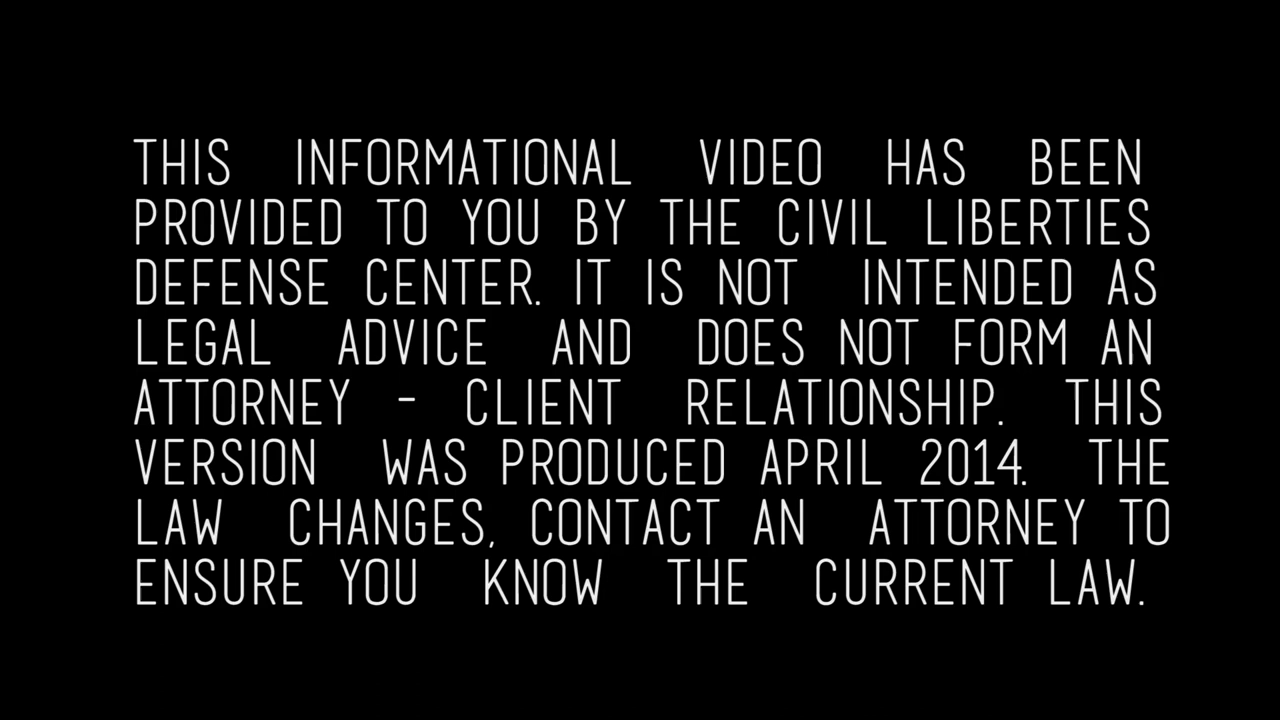 THIS INFORMATIONAL VIDEO HAS BEEN
PROVIDED TO YOU BY THE CIVIL LIBERTIES
DEFENSE CENTER. IT IS NOT INTENDED AS
LEGAL ADVICE AND DOES NOT FORM AN
ATTORNEY - CLIENT RELATIONSHIP. THIS
VERSION WAS PRODUCED APRIL 2014. THE
LAW CHANGES, CONTACT AN ATTORNEY TO
ENSURE YOU KNOW THE CURRENT LAW.